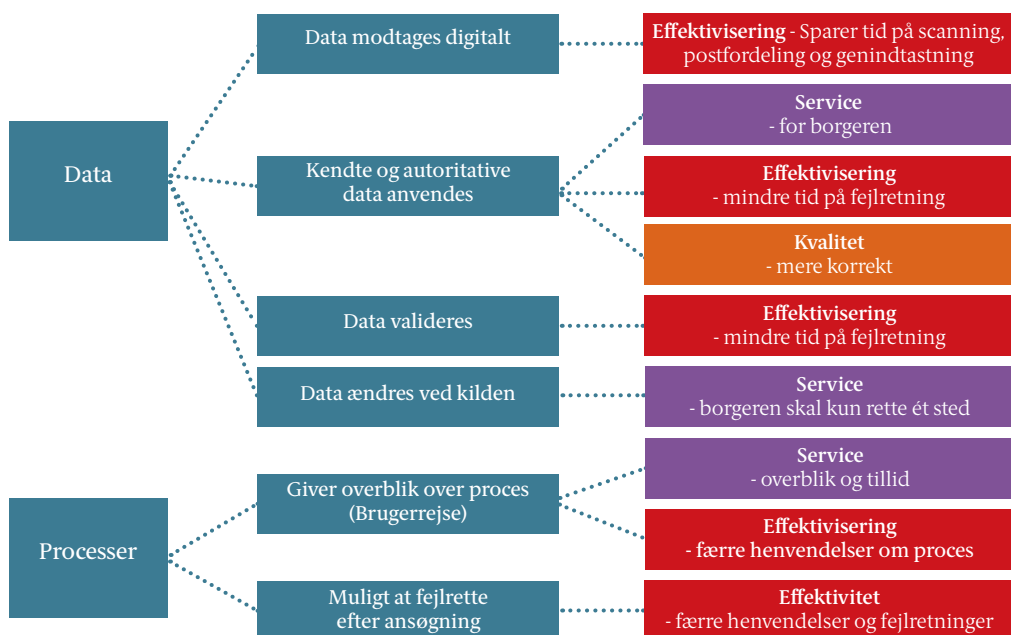 Data
Data modtages digitalt
Effektivisering - Sparer tid på scanning,
postfordeling og genindtastning
Kendte og autoritative
data anvendes
Service
- for borgeren
Effektivisering
- mindre tid på fejlretning
Kvalitet
- mere korrekt
Data valideres
Effektivisering
- mindre tid på fejlretning
Data ændres ved kilden
Service
- borgeren skal kun rette ét sted
Processer
Giver overblik over proces
(Brugerrejse)
Service
- overblik og tillid
Effektivisering
- færre henvendelser om proces
Muligt at fejlrette
efter ansøgning
Effektivitet
- færre henvendelser og fejlretninger